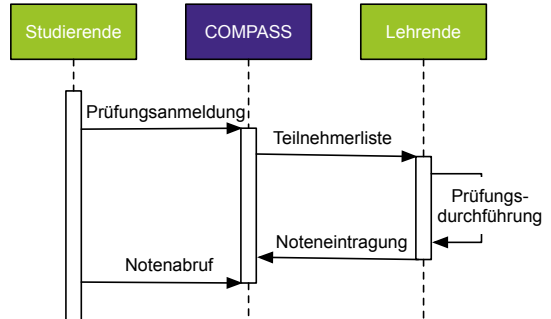 Studierende
COMPASS
Lehrende
Prüfungsanmeldung
Teilnehmerliste
Prüfungs-
durchführung
Noteneintragung
Notenabruf